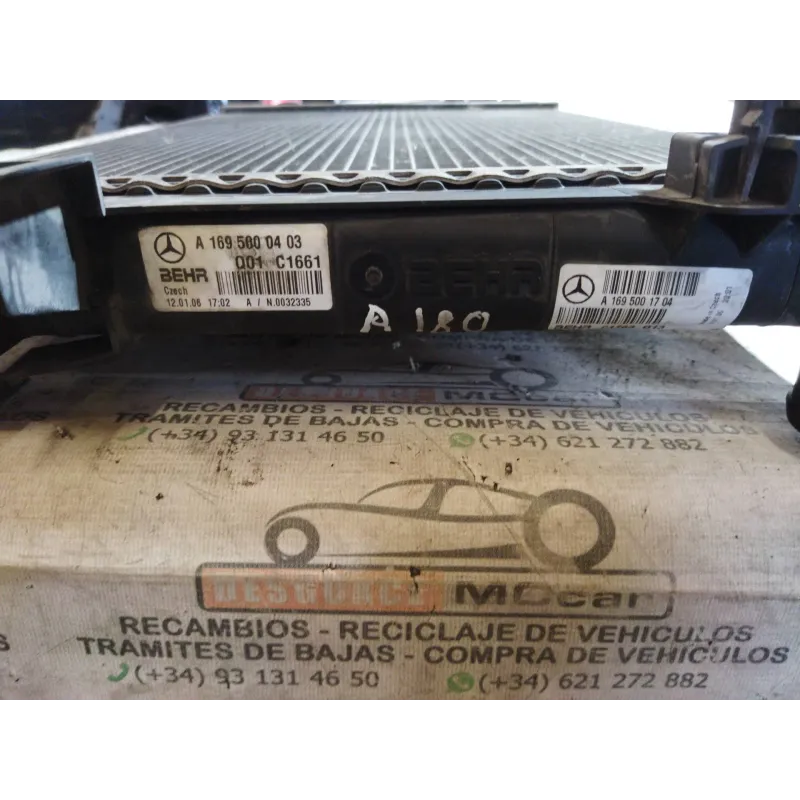 A 169 500 04 03
001 C1661
BEHR
Czech
12.01.06 17:02 A / N.0032335
BEHR
A 169 500 17 04
A 180
RECAMBIOS - RECICLAJE DE VEHICULOS
TRAMITES DE BAJAS - COMPRA DE VEHICULOS
(+34) 93 131 46 50
(+34) 621 272 882
MCcar
RECAMBIOS - RECICLAJE DE VEHICULOS
TRAMITES DE BAJAS - COMPRA DE VEHICULOS
(+34) 93 131 46 50
(+34) 621 272 882